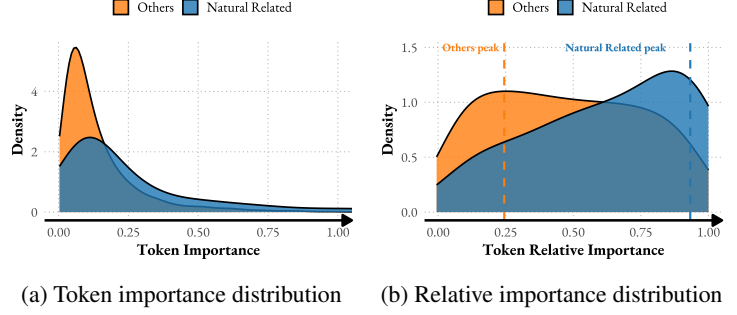 Others Natural Related
Density
4
2
0
0.00 0.25 0.50 0.75 1.00
Token Importance
(a) Token importance distribution
Others Natural Related
Others peak Natural Related peak
Density
1.5
1.0
0.5
0.0
0.00 0.25 0.50 0.75 1.00
Token Relative Importance
(b) Relative importance distribution